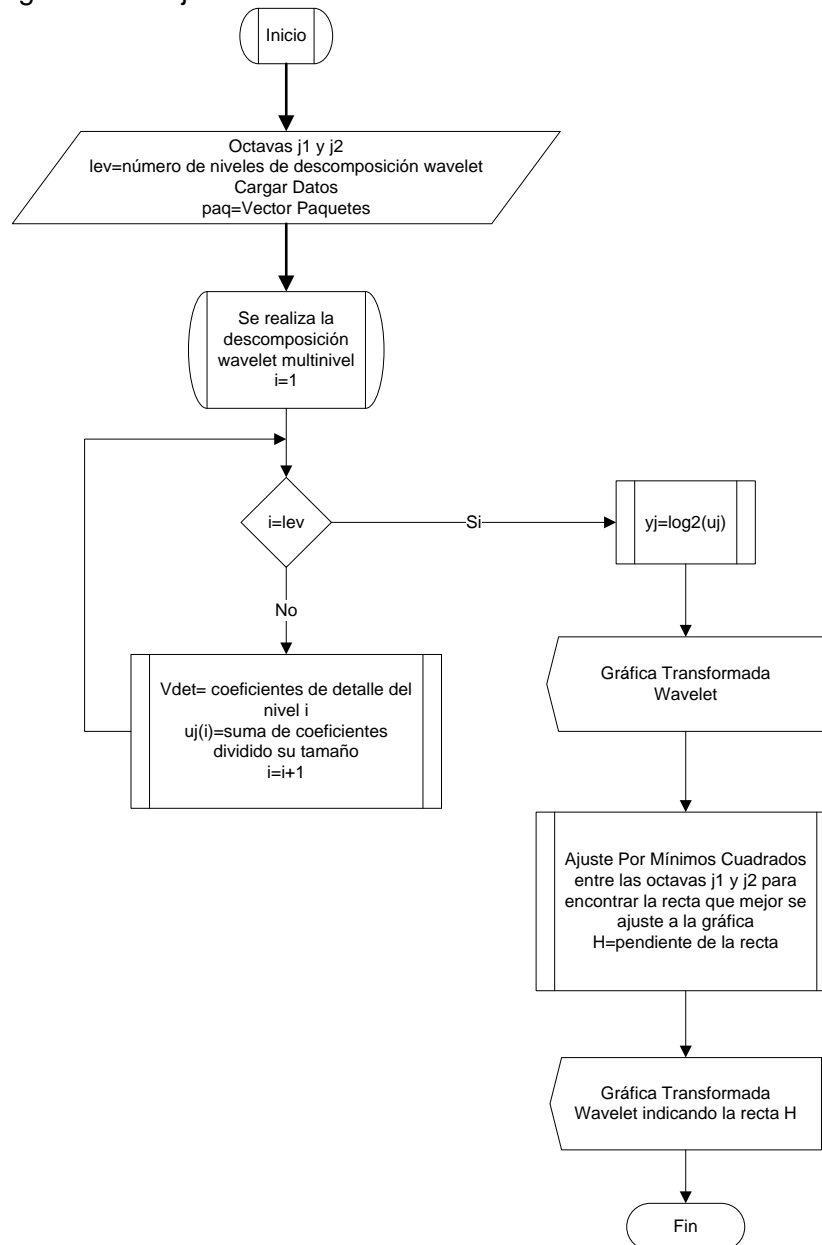 Inicio
Octavas j1 y j2
lev=número de niveles de descomposición wavelet
Cargar Datos
paq=Vector Paquetes
Se realiza la
descomposición
wavelet multinivel
i=1
i=lev
Si
yj=log2(uj)
No
Vdet= coeficientes de detalle del
nivel i
uj(i)=suma de coeficientes
dividido su tamaño
i=i+1
Gráfica Transformada
Wavelet
Ajuste Por Mínimos Cuadrados
entre las octavas j1 y j2 para
encontrar la recta que mejor se
ajuste a la gráfica
H=pendiente de la recta
Gráfica Transformada
Wavelet indicando la recta H
Fin